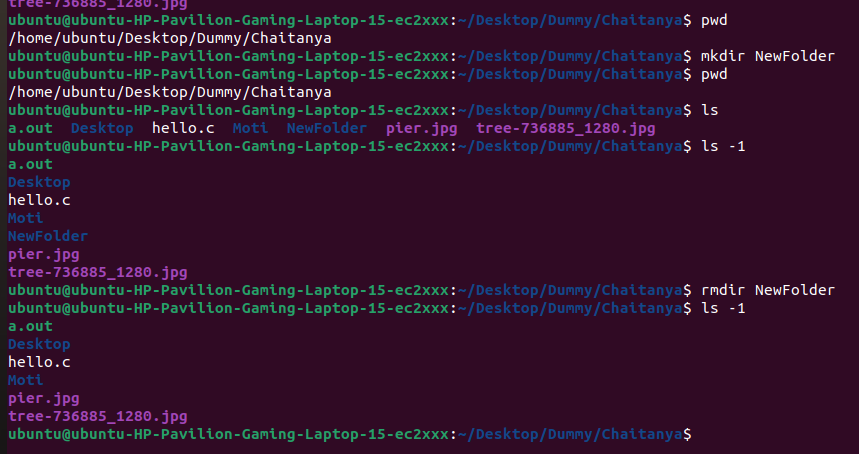 tree-736885_1280.jpg
ubuntu@ubuntu-HP-Pavilion-Gaming-Laptop-15-ec2xxx:~/Desktop/Dummy/Chaitanya$ pwd
/home/ubuntu/Desktop/Dummy/Chaitanya
ubuntu@ubuntu-HP-Pavilion-Gaming-Laptop-15-ec2xxx:~/Desktop/Dummy/Chaitanya$ mkdir NewFolder
ubuntu@ubuntu-HP-Pavilion-Gaming-Laptop-15-ec2xxx:~/Desktop/Dummy/Chaitanya$ pwd
/home/ubuntu/Desktop/Dummy/Chaitanya
ubuntu@ubuntu-HP-Pavilion-Gaming-Laptop-15-ec2xxx:~/Desktop/Dummy/Chaitanya$ ls
a.out  Desktop  hello.c  Moti  NewFolder  pier.jpg  tree-736885_1280.jpg
ubuntu@ubuntu-HP-Pavilion-Gaming-Laptop-15-ec2xxx:~/Desktop/Dummy/Chaitanya$ ls -1
a.out
Desktop
hello.c
Moti
NewFolder
pier.jpg
tree-736885_1280.jpg
ubuntu@ubuntu-HP-Pavilion-Gaming-Laptop-15-ec2xxx:~/Desktop/Dummy/Chaitanya$ rmdir NewFolder
ubuntu@ubuntu-HP-Pavilion-Gaming-Laptop-15-ec2xxx:~/Desktop/Dummy/Chaitanya$ ls -1
a.out
Desktop
hello.c
Moti
pier.jpg
tree-736885_1280.jpg
ubuntu@ubuntu-HP-Pavilion-Gaming-Laptop-15-ec2xxx:~/Desktop/Dummy/Chaitanya$